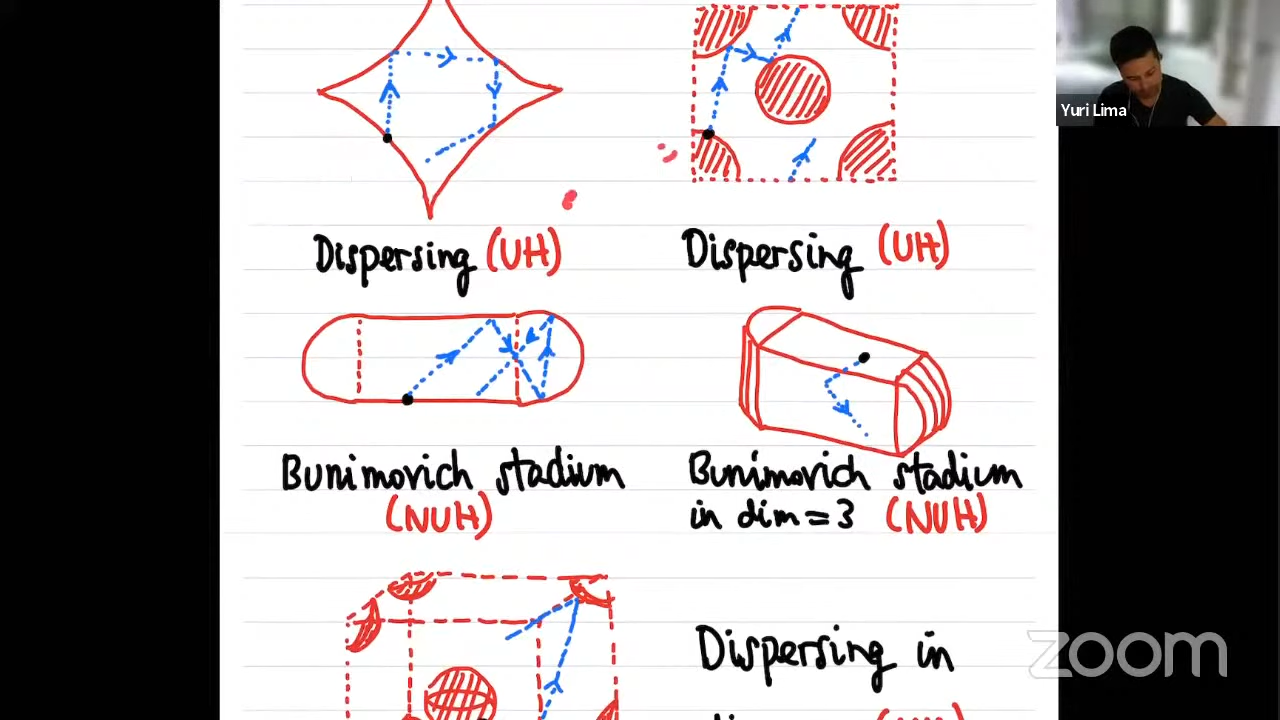 Yuri Lima
Dispersing (UH)
Dispersing (UH)
Bunimovich stadium
(NUH)
Bunimovich stadium
in dim = 3 (NUH)
Dispersing in
zoom